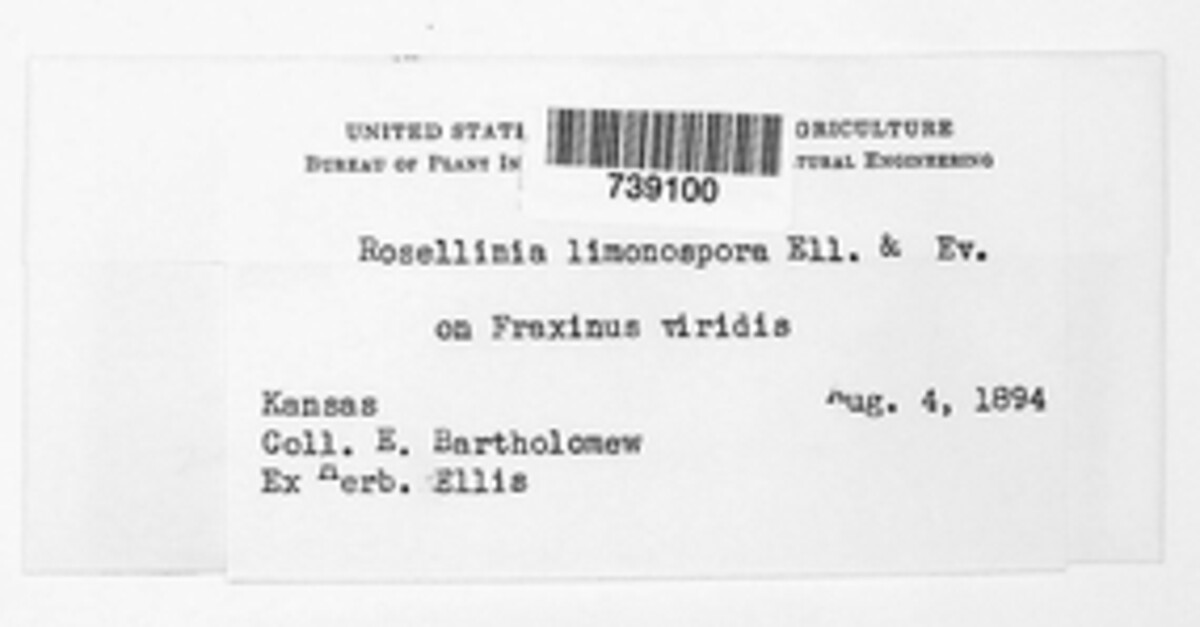 UNITED STATE GRICULTURE
BUREAU OF PLANT IN TURAL ENGINEERING
739100
Rosellinia limonospora Ell. & Ev.
on Fraxinus viridis
Kansas Aug. 4, 1894
Coll. E. Bartholomew
Ex Herb. Ellis